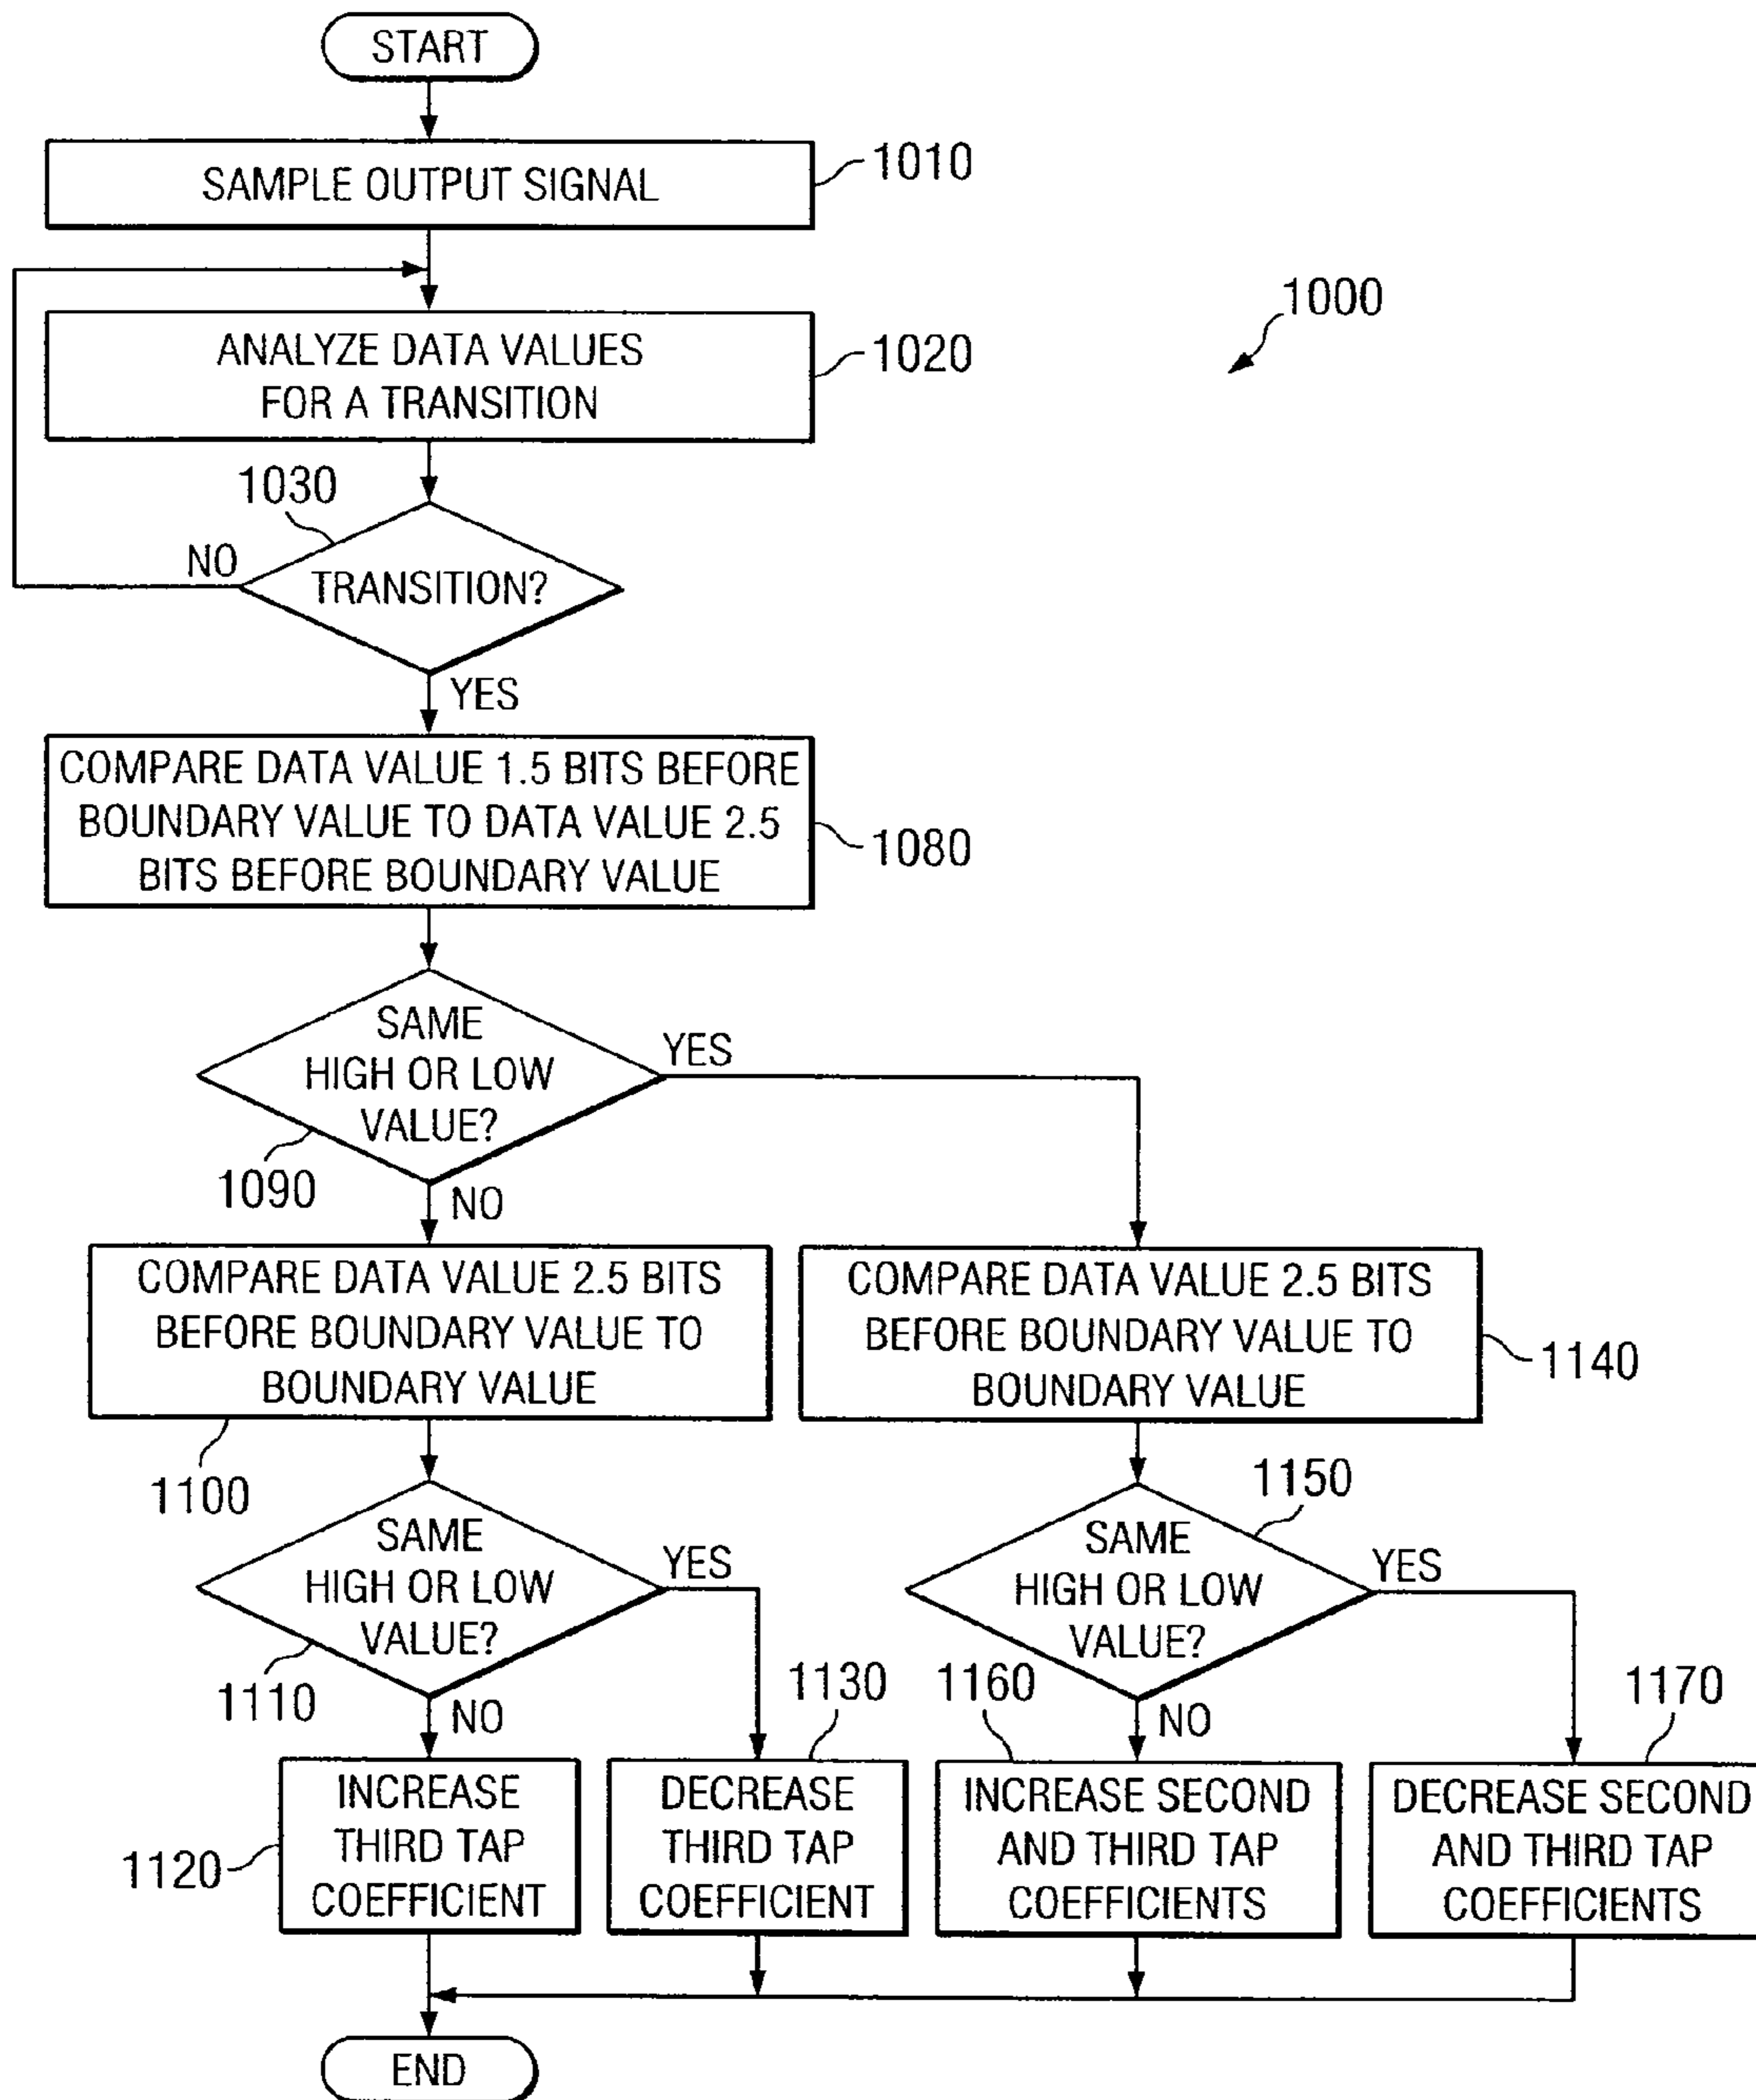 START
SAMPLE OUTPUT SIGNAL
1010
ANALYZE DATA VALUES
FOR A TRANSITION
1020
1000
1030
NO
TRANSITION?
YES
COMPARE DATA VALUE 1.5 BITS BEFORE
BOUNDARY VALUE TO DATA VALUE 2.5
BITS BEFORE BOUNDARY VALUE
1080
SAME
HIGH OR LOW
VALUE?
YES
1090
NO
COMPARE DATA VALUE 2.5 BITS
BEFORE BOUNDARY VALUE TO
BOUNDARY VALUE
1100
COMPARE DATA VALUE 2.5 BITS
BEFORE BOUNDARY VALUE TO
BOUNDARY VALUE
1140
SAME
HIGH OR LOW
VALUE?
YES
1110
NO
1150
SAME
HIGH OR LOW
VALUE?
YES
NO
1120
INCREASE
THIRD TAP
COEFFICIENT
1130
DECREASE
THIRD TAP
COEFFICIENT
1160
INCREASE SECOND
AND THIRD TAP
COEFFICIENTS
1170
DECREASE SECOND
AND THIRD TAP
COEFFICIENTS
END